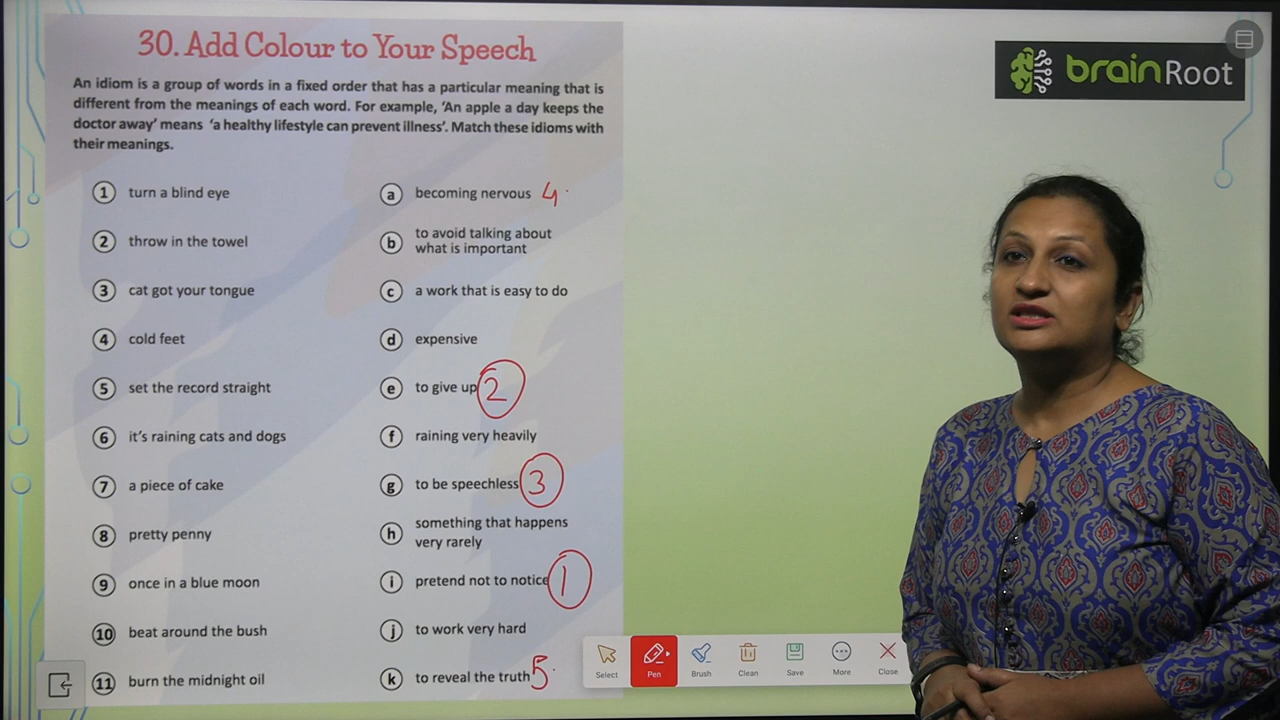 30. Add Colour to Your Speech
brainRoot
An idiom is a group of words in a fixed order that has a particular meaning that is
different from the meanings of each word. For example, ‘An apple a day keeps the
doctor away’ means ‘a healthy lifestyle can prevent illness’. Match these idioms with
their meanings.
1 turn a blind eye
a becoming nervous 4.
2 throw in the towel
b to avoid talking about
what is important
3 cat got your tongue
c a work that is easy to do
4 cold feet
d expensive
5 set the record straight
e to give up 2
6 it’s raining cats and dogs
f raining very heavily
7 a piece of cake
g to be speechless 3
8 pretty penny
h something that happens
very rarely
9 once in a blue moon
i pretend not to notice 1
10 beat around the bush
j to work very hard
11 burn the midnight oil
k to reveal the truth 5.
Select Pen Brush Clean Save More Close